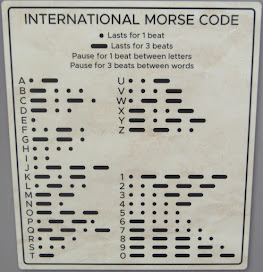 INTERNATIONAL MORSE CODE
Lasts for 1 beat
Lasts for 3 beats
Pause for 1 beat between letters
Pause for 3 beats between words
A
B
C
D
E
F
G
H
I
J
K
L
M
N
O
P
Q
R
S
T
U
V
W
X
Y
Z
1
2
3
4
5
6
7
8
9
0